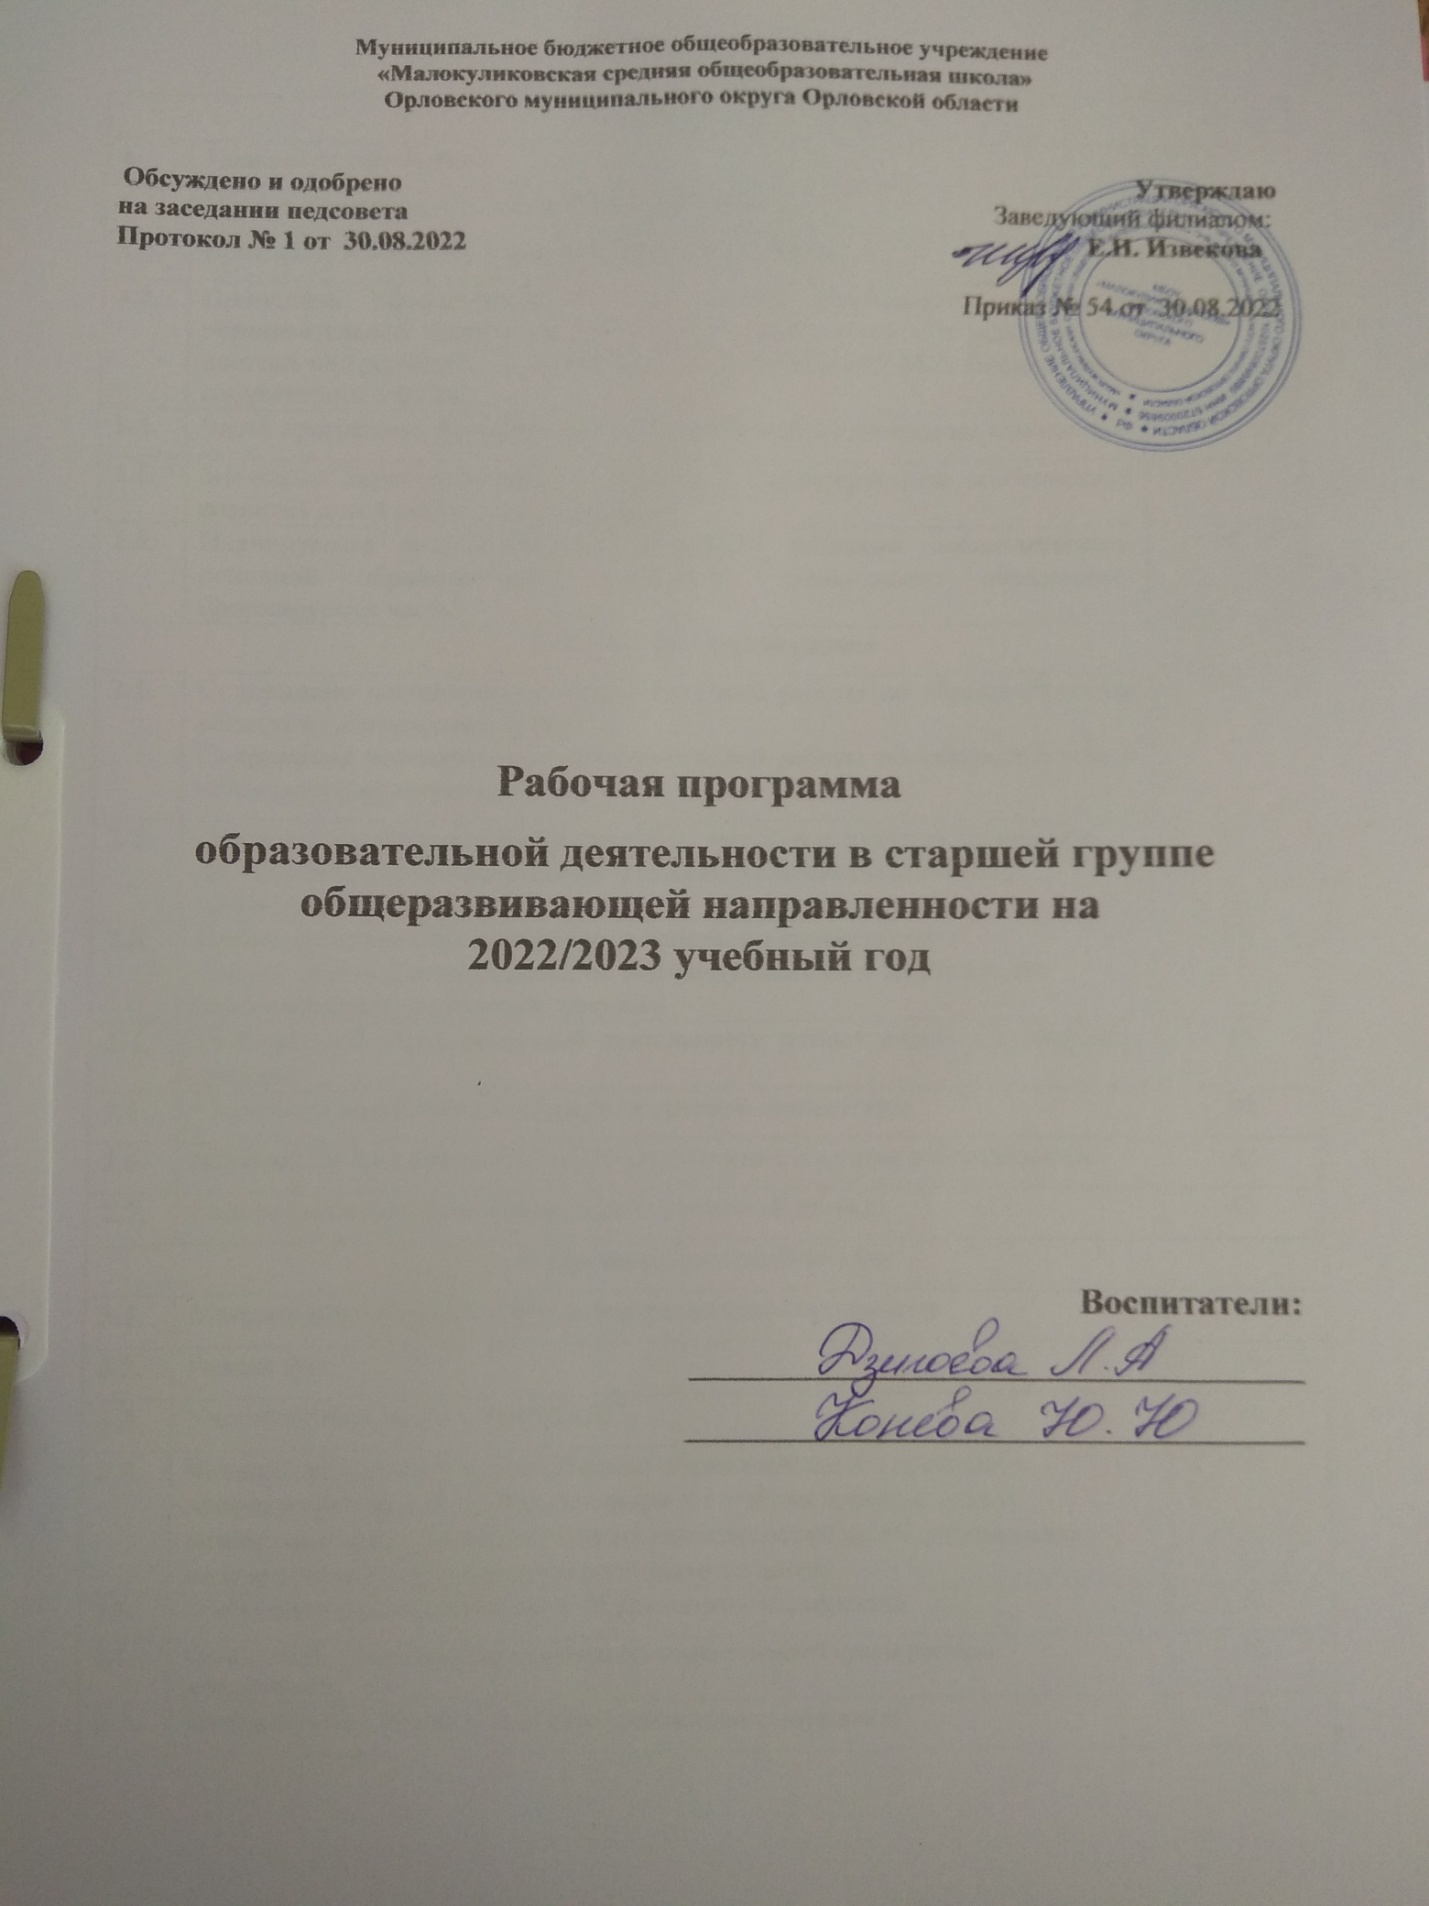 Муниципальное бюджетное общеобразовательное учреждение
«Малокуликовская средняя общеобразовательная школа»
Орловского муниципального округа Орловской области
Обсуждено и одобрено
на заседании педсовета
Протокол № 1 от 30.08.2022
Утверждаю
Заведующий филиалом:
Е.И. Извекова
Приказ № 54 от 30.08.2022
Рабочая программа
образовательной деятельности в старшей группе
общеразвивающей направленности на
2022/2023 учебный год
Воспитатели:
Л.А
Конева Ю.Ю